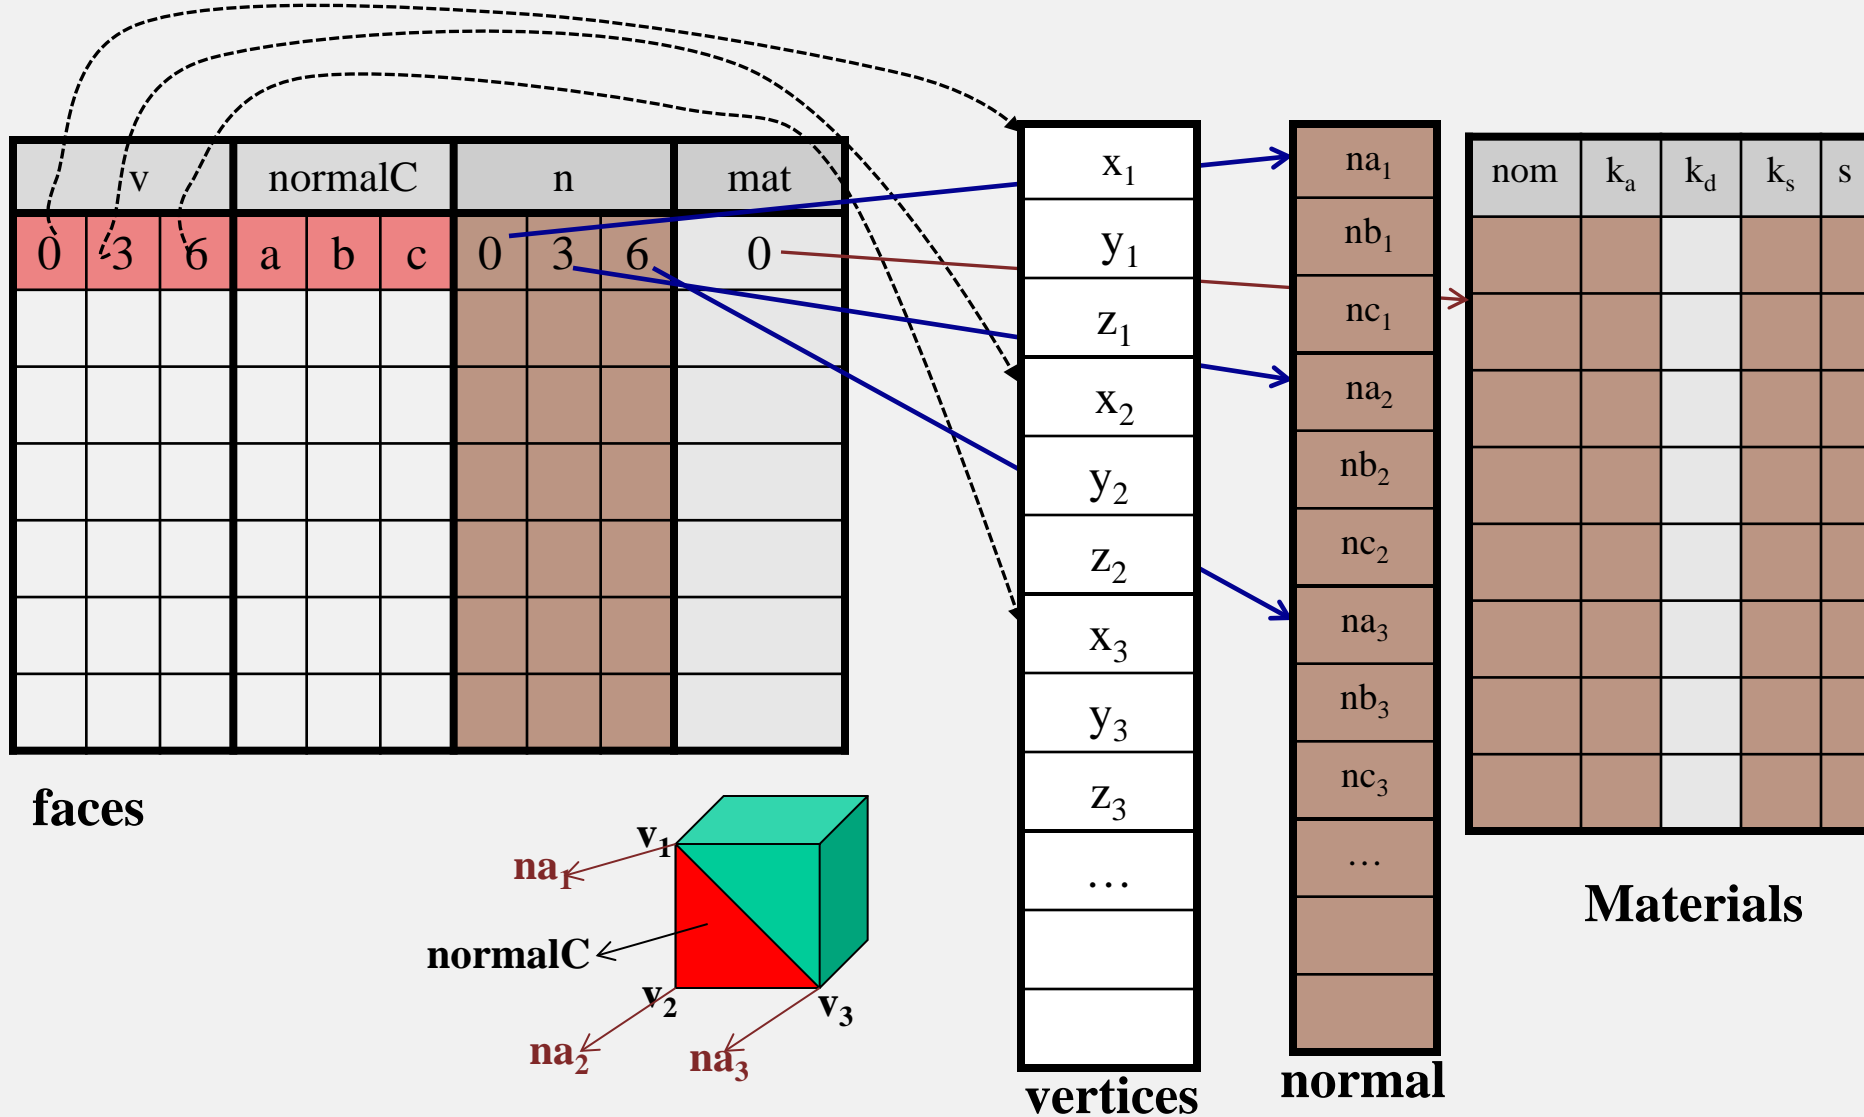 v normalC n mat
0 3 6 a b c 0 3 6 0
faces
x₁
y₁
z₁
x₂
y₂
z₂
x₃
y₃
z₃
…
vertices
na₁
nb₁
nc₁
na₂
nb₂
nc₂
na₃
nb₃
nc₃
…
normal
nom kₐ k_d kₛ s
Materials
v₁
na₁
normalC
v₂
v₃
na₂
na₃